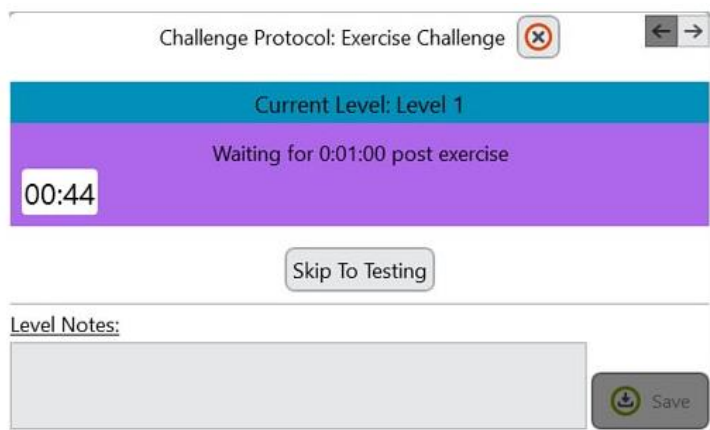 Challenge Protocol: Exercise Challenge
Current Level: Level 1
Waiting for 0:01:00 post exercise
00:44
Skip To Testing
Level Notes:
Save